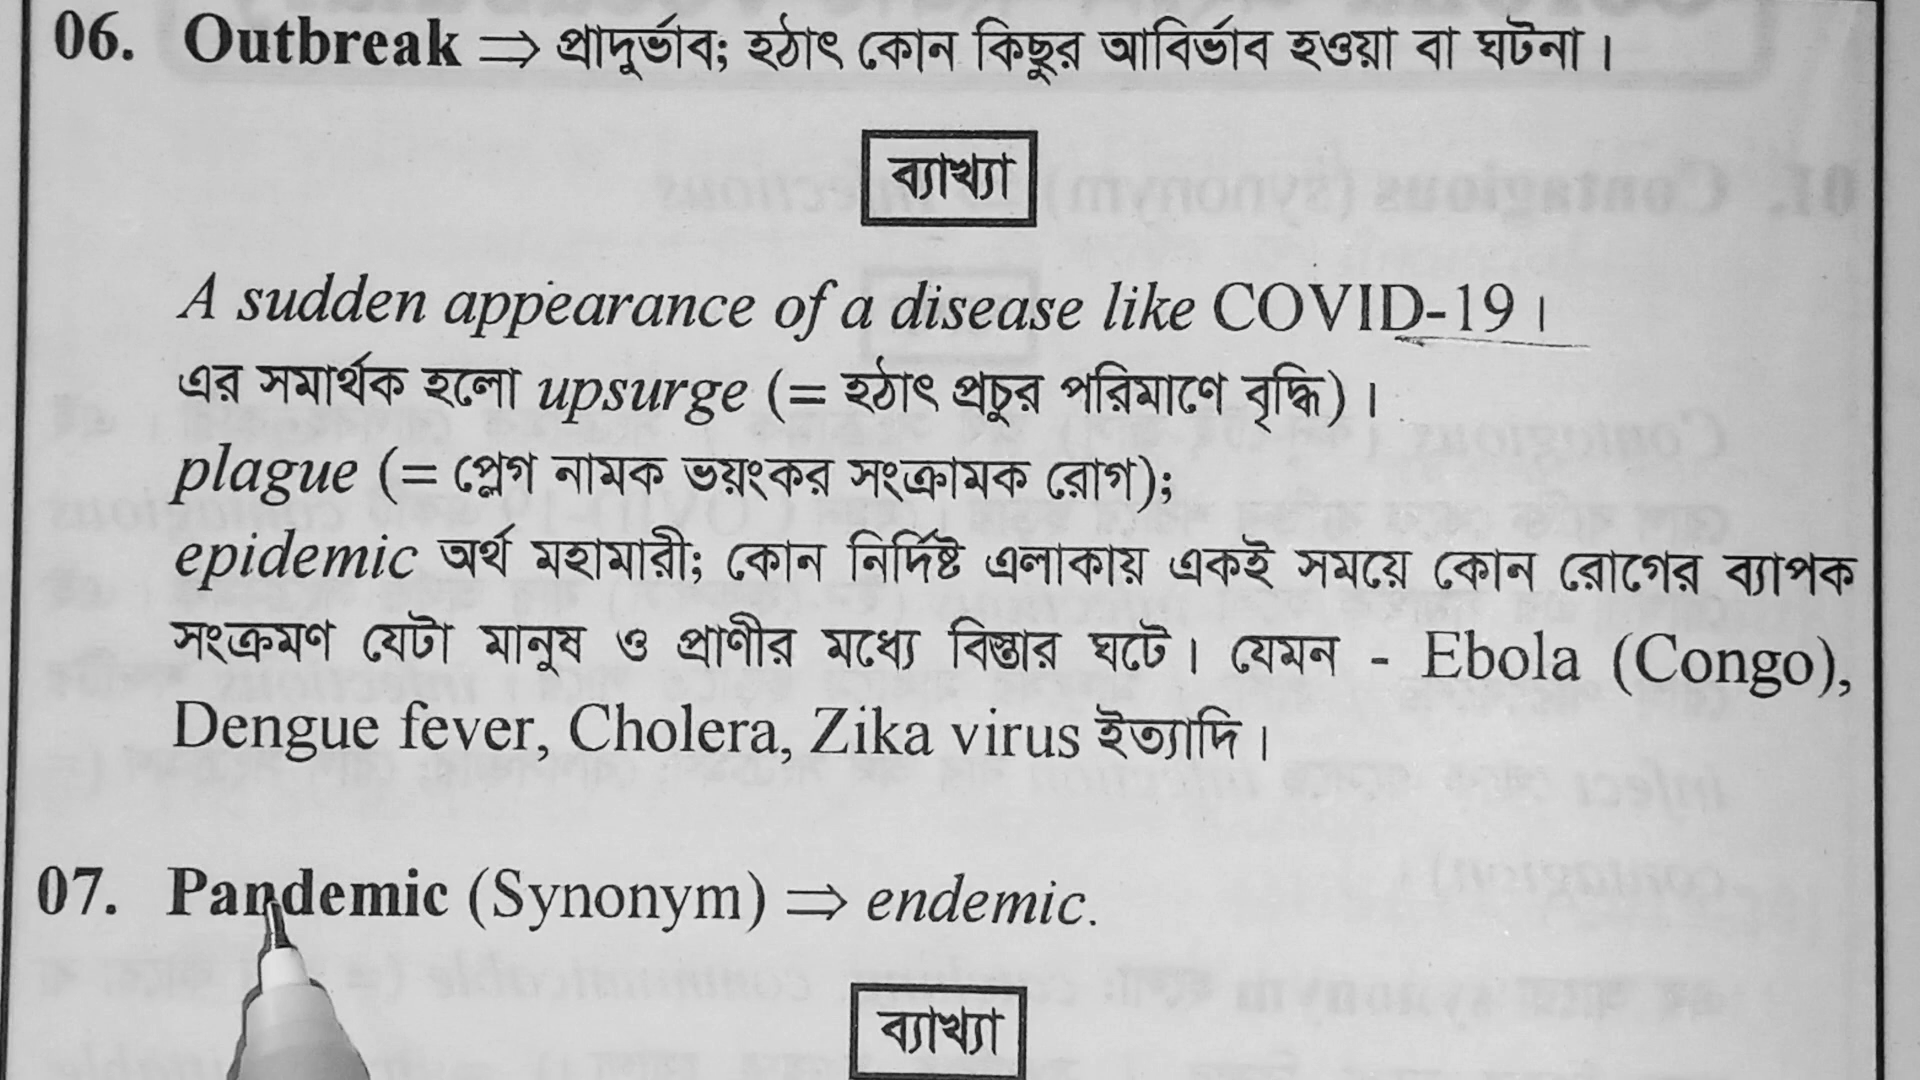 06. Outbreak ⇒ প্রাদুর্ভাব; হঠাৎ কোন কিছুর আবির্ভাব হওয়া বা ঘটনা।
ব্যাখ্যা
A sudden appearance of a disease like COVID-19।
এর সমার্থক হলো upsurge (= হঠাৎ প্রচুর পরিমাণে বৃদ্ধি)।
plague (= প্লেগ নামক ভয়ংকর সংক্রামক রোগ);
epidemic অর্থ মহামারী; কোন নির্দিষ্ট এলাকায় একই সময়ে কোন রোগের ব্যাপক
সংক্রমণ যেটা মানুষ ও প্রাণীর মধ্যে বিস্তার ঘটে। যেমন - Ebola (Congo),
Dengue fever, Cholera, Zika virus ইত্যাদি।
07. Pandemic (Synonym) ⇒ endemic.
ব্যাখ্যা